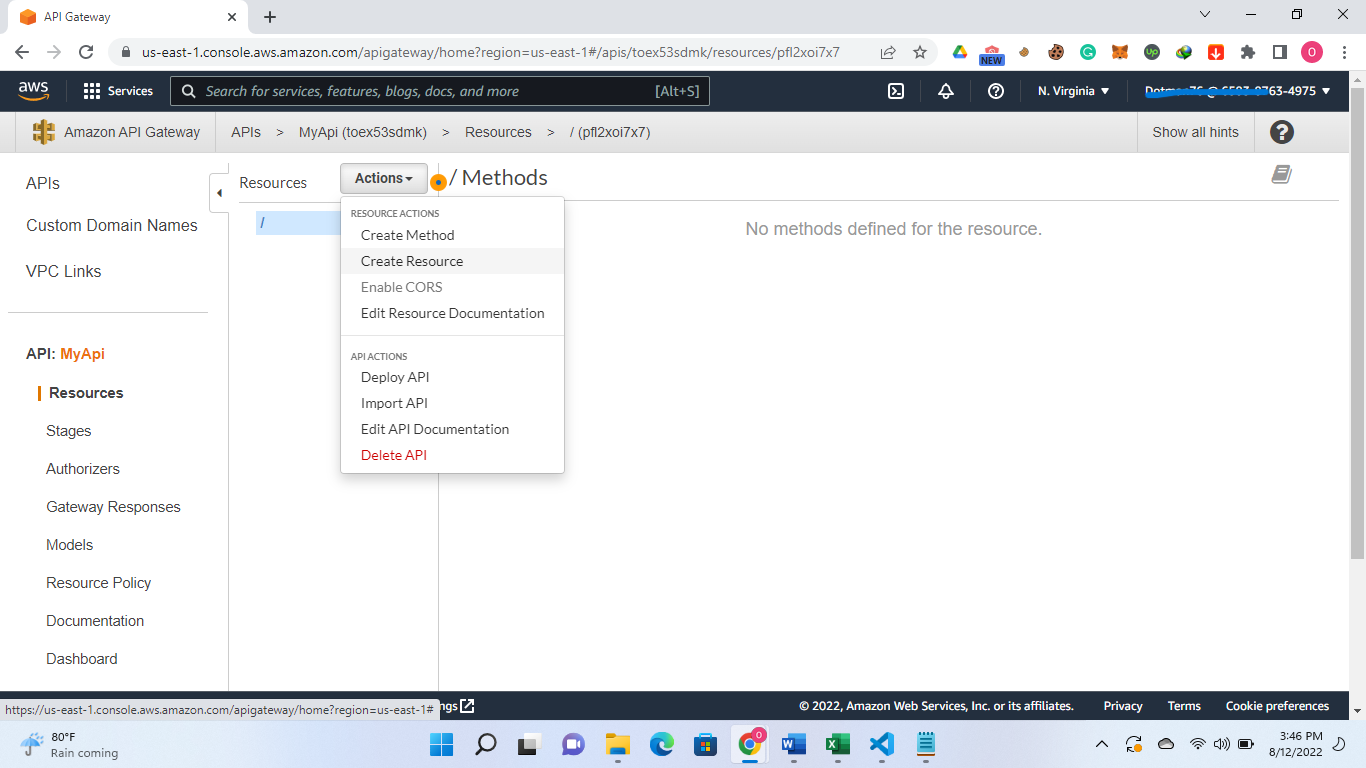 API Gateway
us-east-1.console.aws.amazon.com/apigateway/home?region=us-east-1#/apis/toex53sdmk/resources/pfl2xoi7x7
NEW
Up
O
aws
Services
Search for services, features, blogs, docs, and more
[Alt+S]
N. Virginia
763-4975
Amazon API Gateway
APIs > MyApi (toex53sdmk) > Resources > / (pfl2xoi7x7)
Show all hints
?
APIs
Custom Domain Names
VPC Links
API: MyApi
Resources
Stages
Authorizers
Gateway Responses
Models
Resource Policy
Documentation
Dashboard
Resources
Actions
/
RESOURCE ACTIONS
Create Method
Create Resource
Enable CORS
Edit Resource Documentation
API ACTIONS
Deploy API
Import API
Edit API Documentation
Delete API
/ Methods
No methods defined for the resource.
https://us-east-1.console.aws.amazon.com/apigateway/home?region=us-east-1#
ngs
© 2022, Amazon Web Services, Inc. or its affiliates.
Privacy
Terms
Cookie preferences
80°F
Rain coming
3:46 PM
8/12/2022